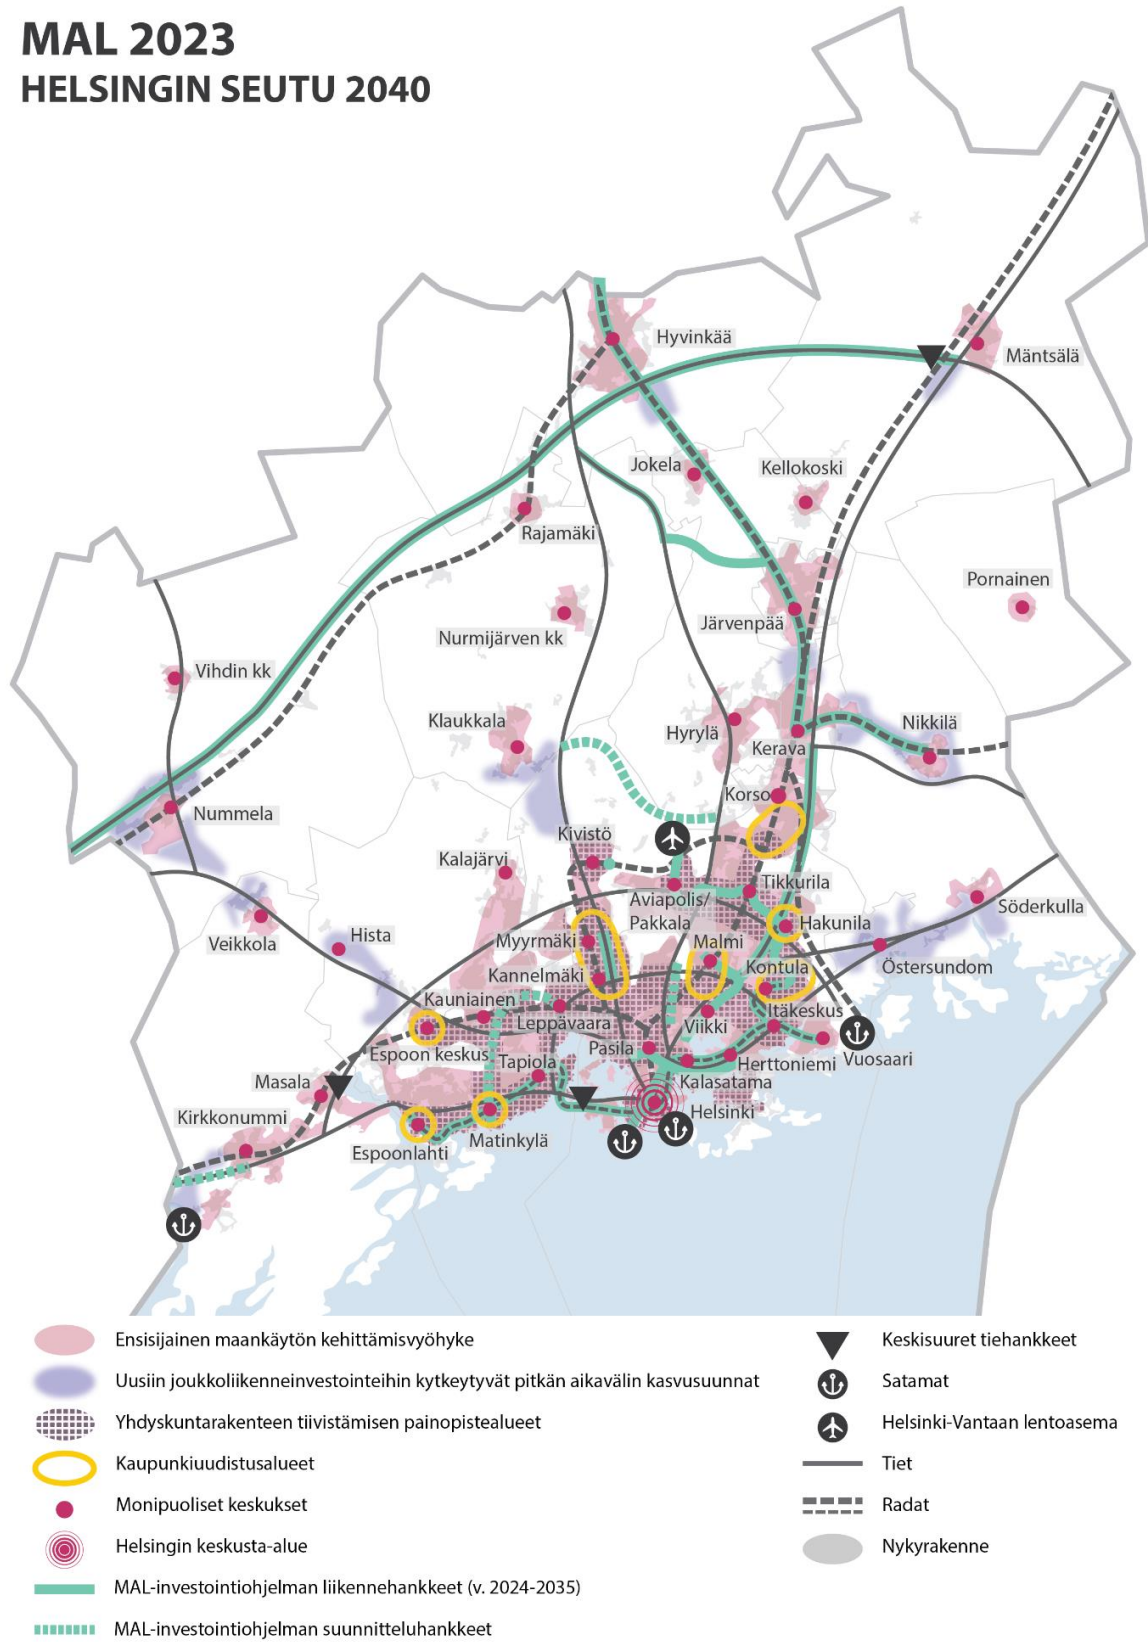 MAL 2023
HELSINGIN SEUTU 2040
Hyvinkää
Mäntsälä
Jokela
Kellokoski
Rajamäki
Pornainen
Nurmijärven kk
Järvenpää
Vihdin kk
Klaukkala
Hyrylä
Nikkilä
Kerava
Korso
Nummela
Kivistö
Kalajärvi
Tikkurila
Aviapolis/
Pakkala
Söderkulla
Hakunila
Veikkola
Hista
Myyrmäki
Malmi
Östersundom
Kannelmäki
Kontula
Kauniainen
Itäkeskus
Leppävaara
Viikki
Espoon keskus
Pasila
Vuosaari
Tapiola
Herttoniemi
Masala
Kalasatama
Kirkkonummi
Helsinki
Matinkylä
Espoonlahti
Ensisijainen maankäytön kehittämisvyöhyke
Uusiin joukkoliikenneinvestointeihin kytkeytyvät pitkän aikavälin kasvusuunnat
Yhdyskuntarakenteen tiivistämisen painopistealueet
Kaupunkiuudistusalueet
Monipuoliset keskukset
Helsingin keskusta-alue
MAL-investointiohjelman liikennehankkeet (v. 2024-2035)
MAL-investointiohjelman suunnitteluhankkeet
Keskisuuret tiehankkeet
Satamat
Helsinki-Vantaan lentoasema
Tiet
Radat
Nykyrakenne